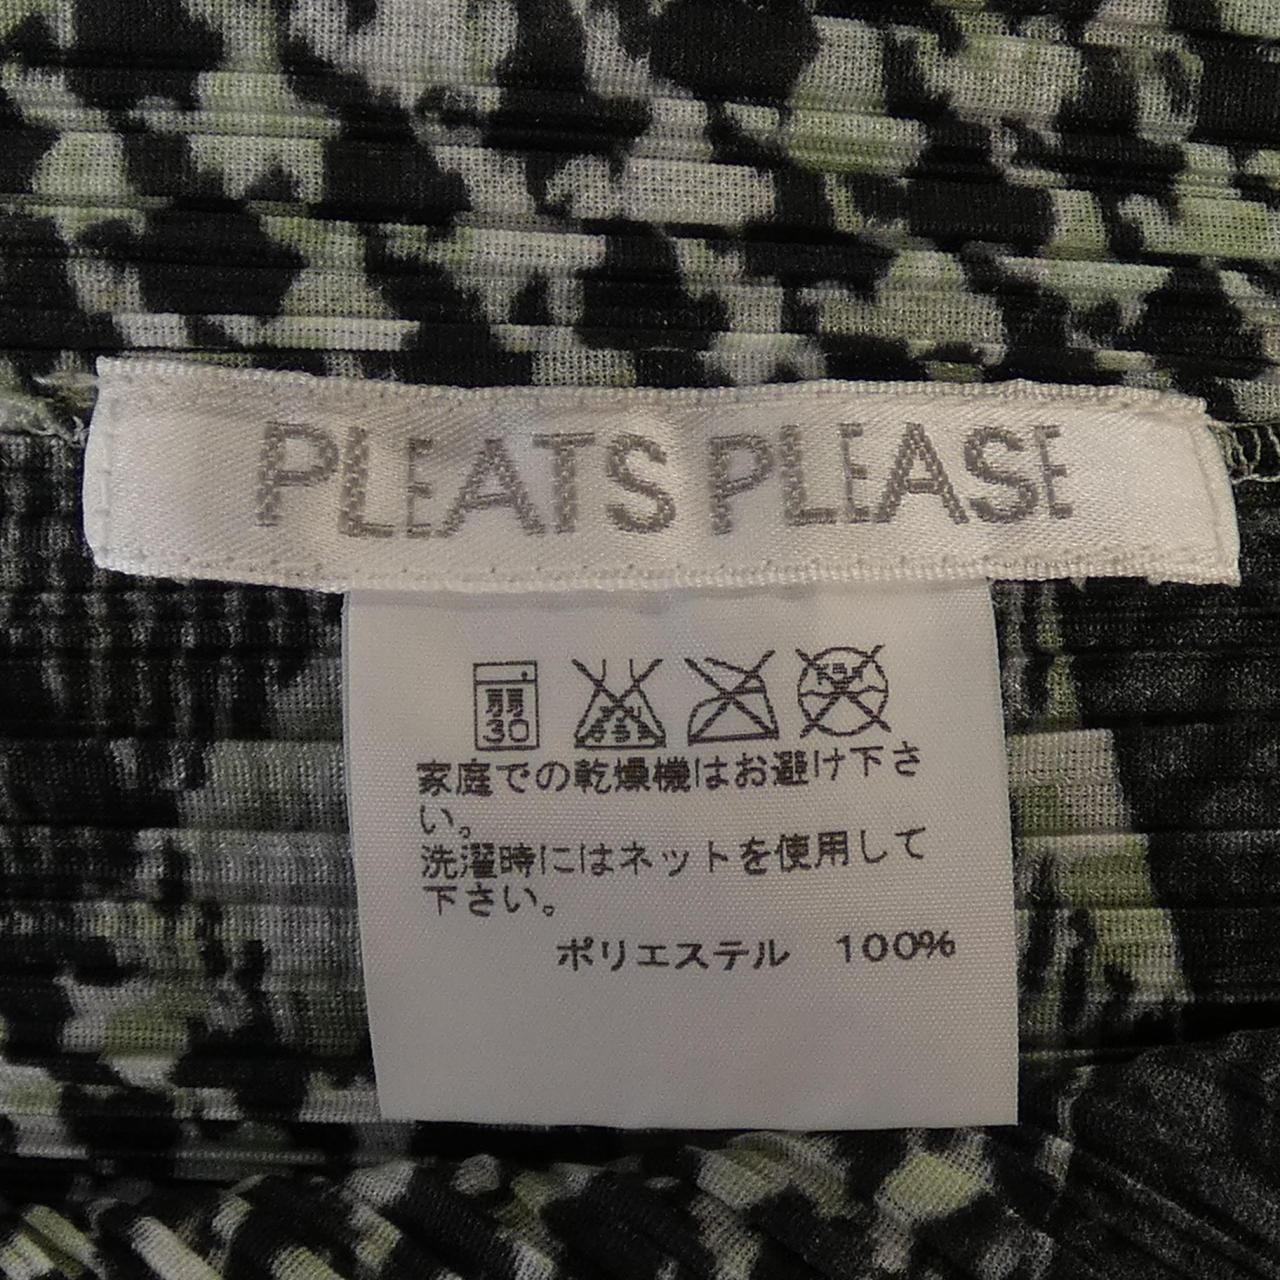 PLEATS PLEASE
弱
30
家庭での乾燥機はお避け下さ
い。
洗濯時にはネットを使用して
下さい。
ポリエステル 100%